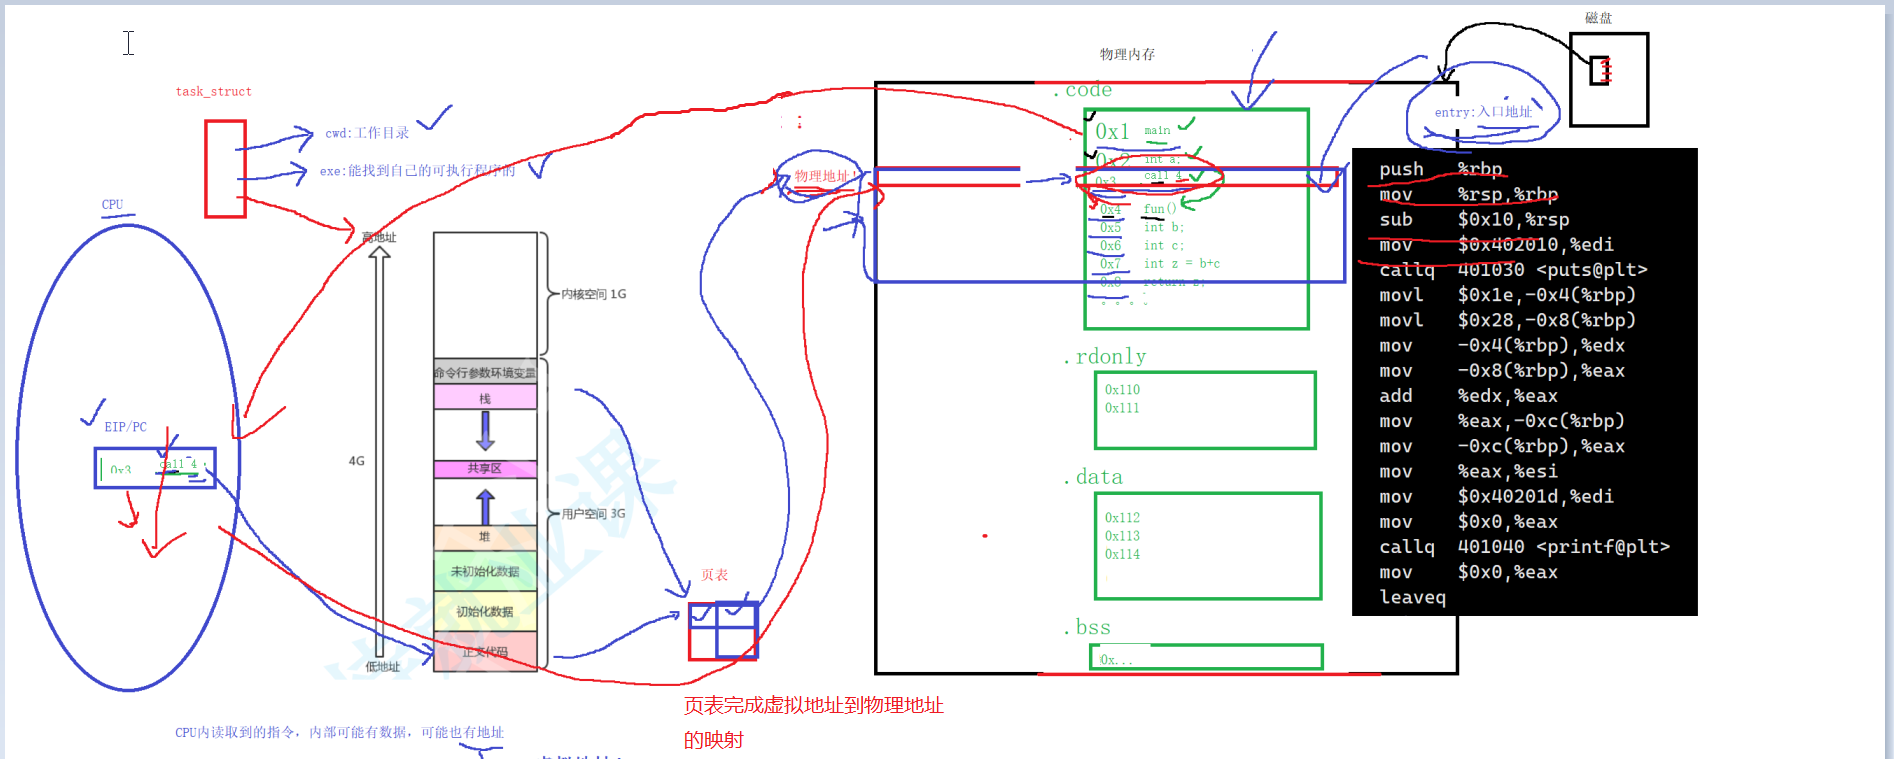 磁盘
物理内存
task_struct
.code
cwd:工作目录
exe:能找到自己的可执行程序的
entry:入口地址
0x1 main
0x2 int a;
0x3 call 4
0x4 fun()
0x5 int b;
0x6 int c;
0x7 int z = b+c
return z;
物理地址!
CPU
EIP/PC
0x3 call 4
高地址
4G
低地址
内核空间 1G
命令行参数环境变量
栈
共享区
用户空间 3G
堆
未初始化数据
初始化数据
正文代码
页表
.rdonly
0x110
0x111
.data
0x112
0x113
0x114
.bss
0x...
push %rbp
mov %rsp,%rbp
sub $0x10,%rsp
mov $0x402010,%edi
callq 401030 <puts@plt>
movl $0x1e,-0x4(%rbp)
movl $0x28,-0x8(%rbp)
mov -0x4(%rbp),%edx
mov -0x8(%rbp),%eax
add %edx,%eax
mov %eax,-0xc(%rbp)
mov -0xc(%rbp),%eax
mov %eax,%esi
mov $0x40201d,%edi
mov $0x0,%eax
callq 401040 <printf@plt>
mov $0x0,%eax
leaveq
页表完成虚拟地址到物理地址
的映射
CPU内读取到的指令，内部可能有数据，可能也有地址